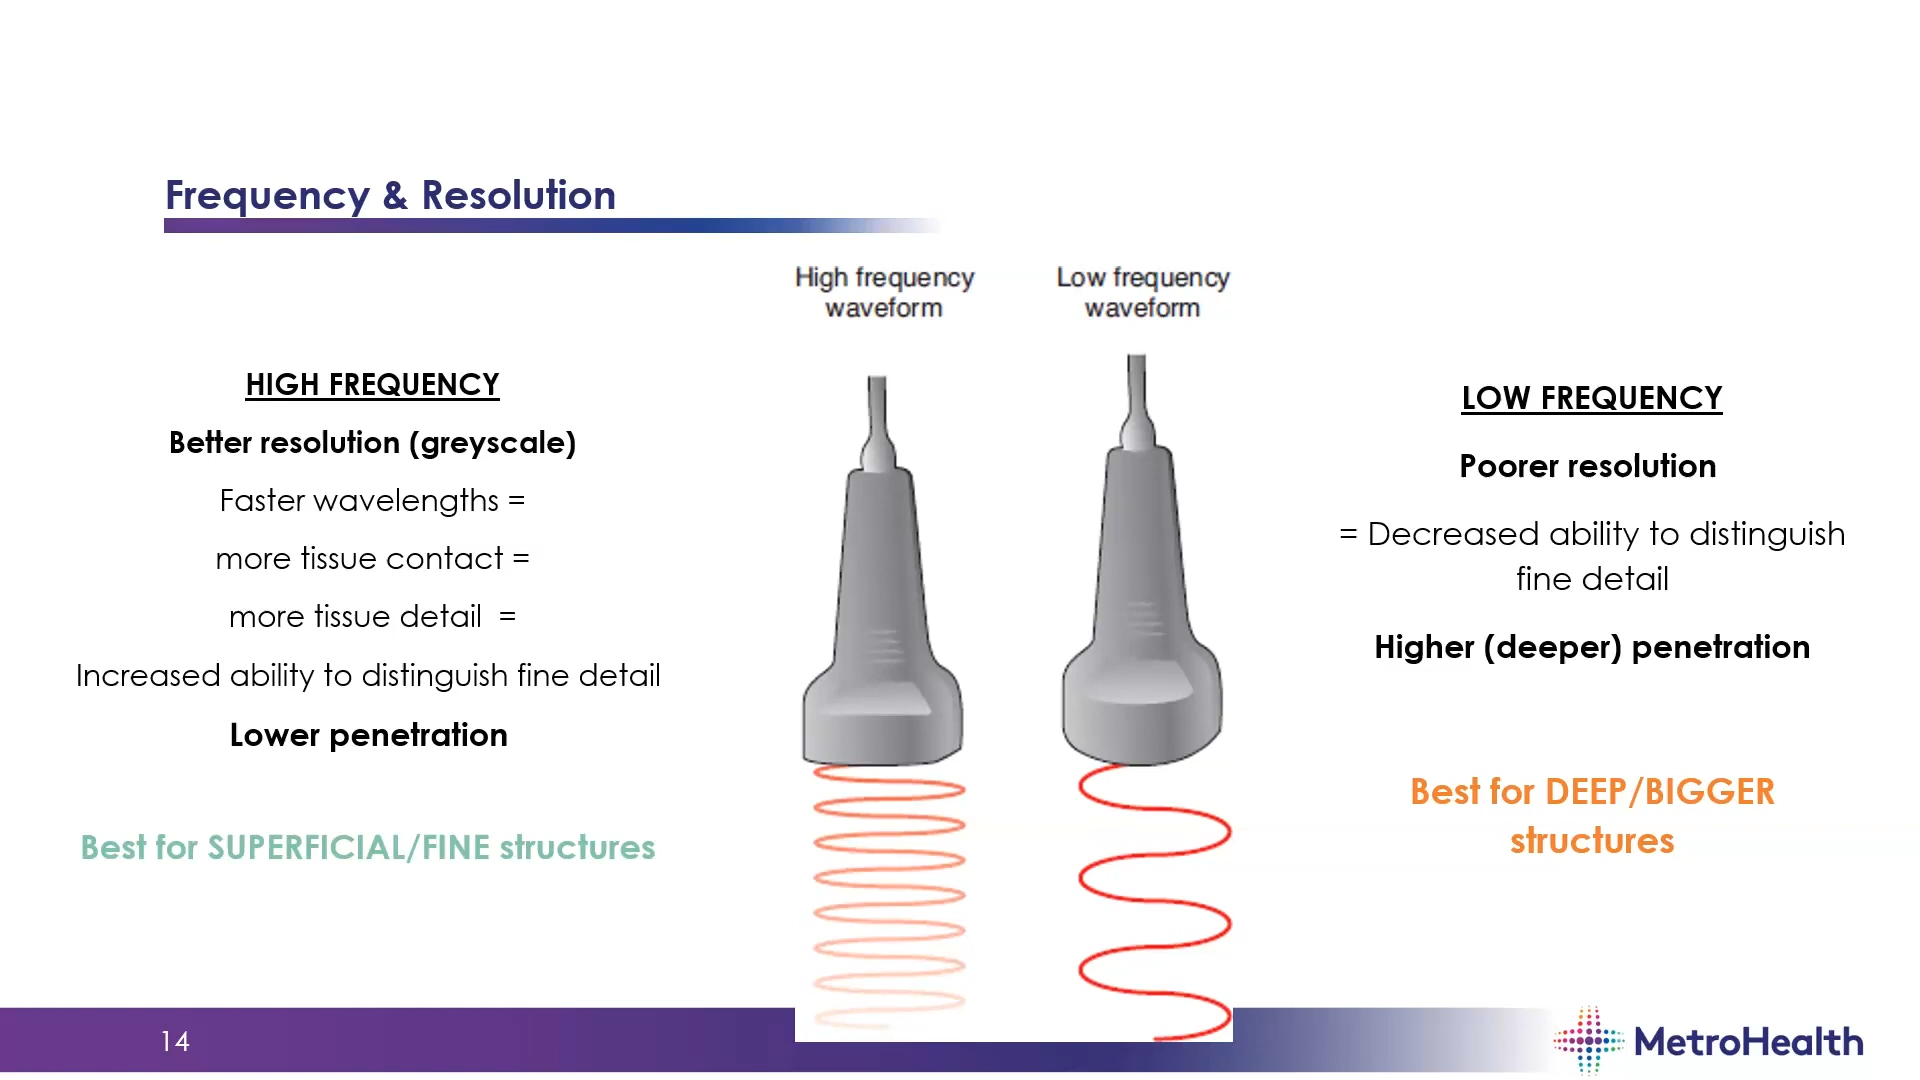 Frequency & Resolution
High frequency
waveform
Low frequency
waveform
HIGH FREQUENCY
Better resolution (greyscale)
Faster wavelengths =
more tissue contact =
more tissue detail =
Increased ability to distinguish fine detail
Lower penetration
Best for SUPERFICIAL/FINE structures
LOW FREQUENCY
Poorer resolution
= Decreased ability to distinguish
fine detail
Higher (deeper) penetration
Best for DEEP/BIGGER
structures
14
MetroHealth